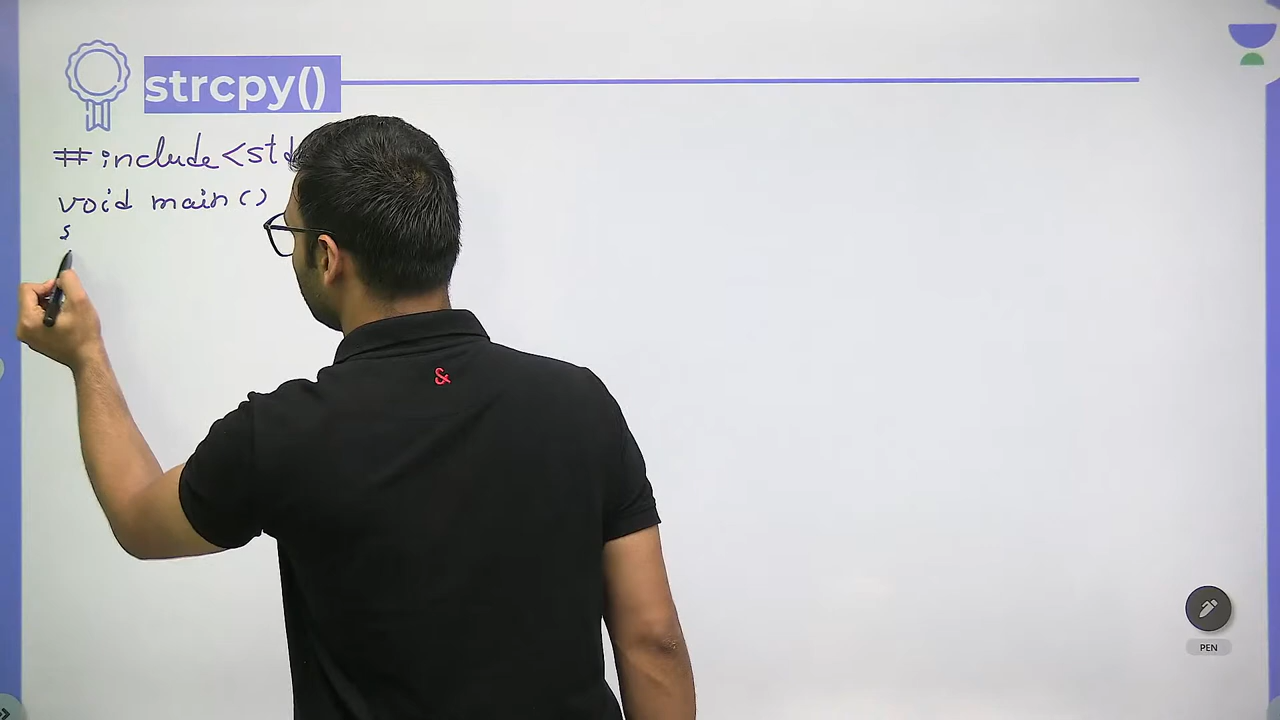 strcpy()
#include<std
void main()
&
PEN